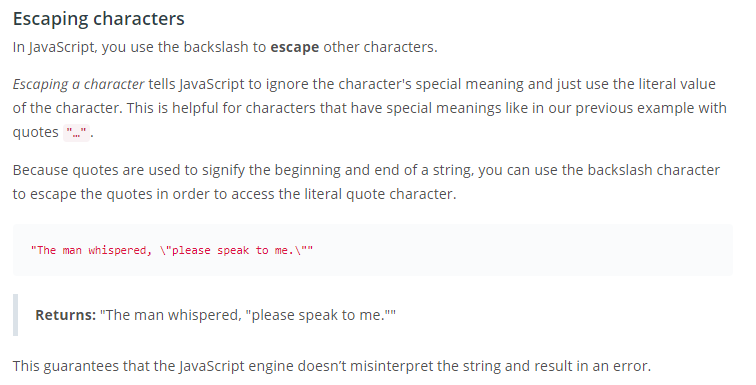 Escaping characters
In JavaScript, you use the backslash to escape other characters.
Escaping a character tells JavaScript to ignore the character's special meaning and just use the literal value
of the character. This is helpful for characters that have special meanings like in our previous example with
quotes "…" .
Because quotes are used to signify the beginning and end of a string, you can use the backslash character
to escape the quotes in order to access the literal quote character.
"The man whispered, \"please speak to me.\""
Returns: "The man whispered, "please speak to me.""
This guarantees that the JavaScript engine doesn’t misinterpret the string and result in an error.